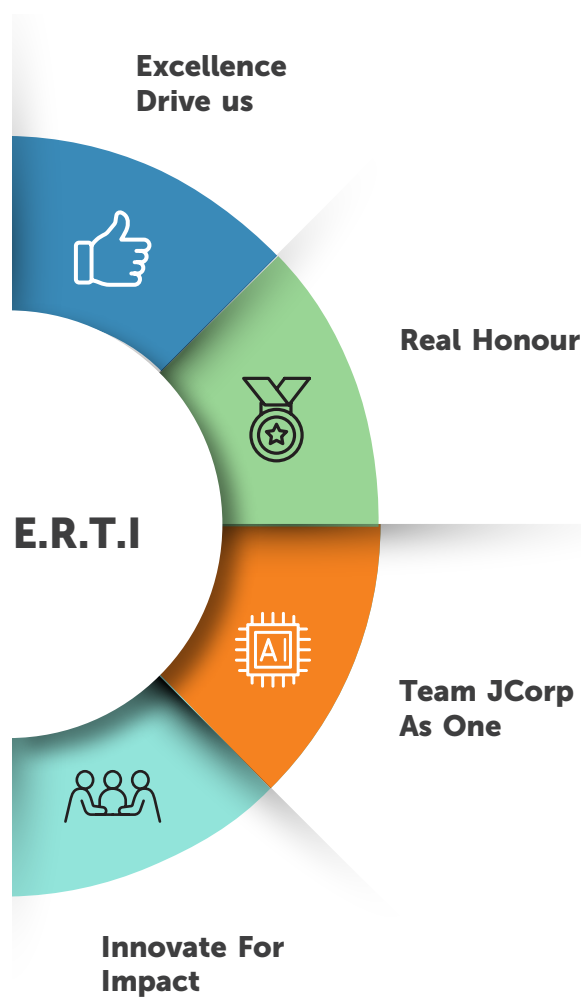 Excellence
Drive us
Real Honour
E.R.T.I
AI
Team JCorp
As One
Innovate For
Impact